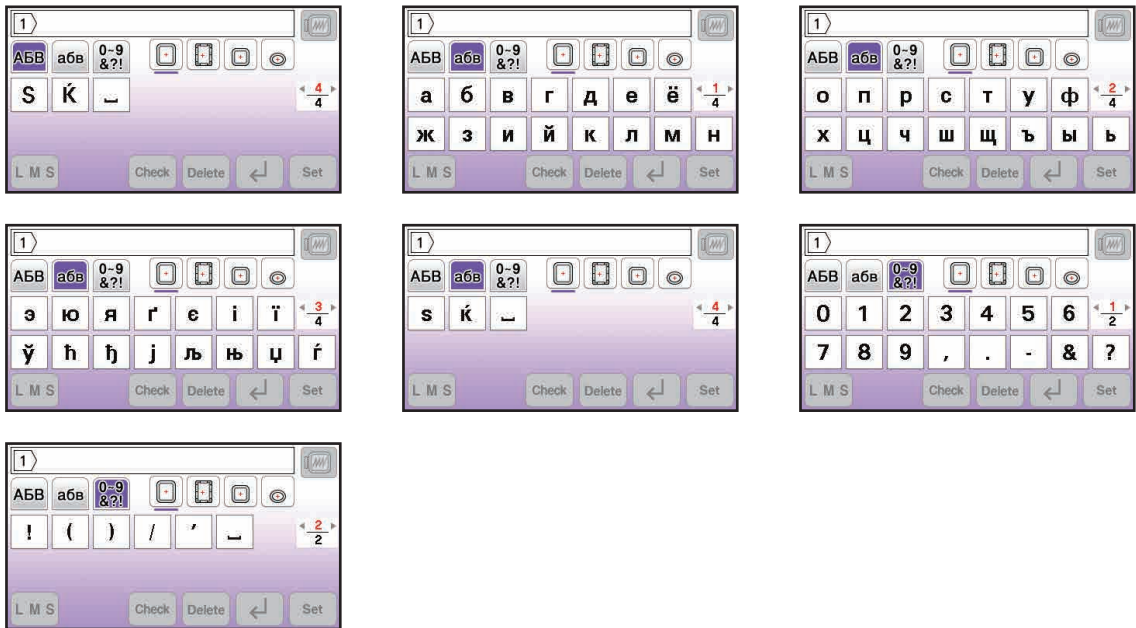 1
АБВ абв 0~9 &?!
Ѕ Ќ ⎵ 4/4
L M S Check Delete ↵ Set
1
АБВ абв 0~9 &?!
а б в г д е ё 1/4
ж з и й к л м н
L M S Check Delete ↵ Set
1
АБВ абв 0~9 &?!
о п р с т у ф 2/4
х ц ч ш щ ъ ы ь
L M S Check Delete ↵ Set
1
АБВ абв 0~9 &?!
э ю я ґ є і ї 3/4
ў ћ ђ ј љ њ џ ѓ
L M S Check Delete ↵ Set
1
АБВ абв 0~9 &?!
ѕ ќ ⎵ 4/4
L M S Check Delete ↵ Set
1
АБВ абв 0~9 &?!
0 1 2 3 4 5 6 1/2
7 8 9 , . - & ?
L M S Check Delete ↵ Set
1
АБВ абв 0~9 &?!
! ( ) / ′ ⎵ 2/2
L M S Check Delete ↵ Set